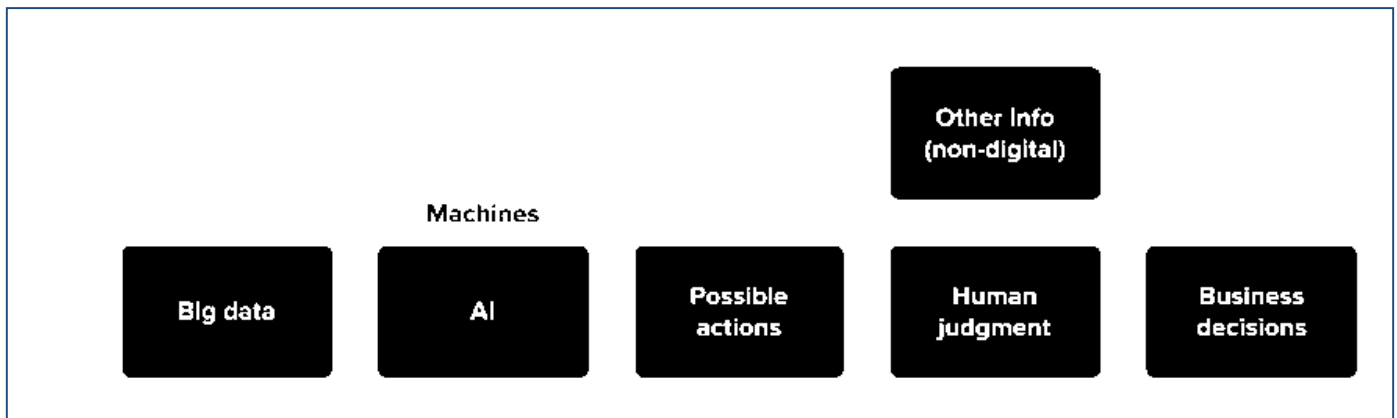 Other Info
(non-digital)
Machines
Big data
AI
Possible
actions
Human
judgment
Business
decisions